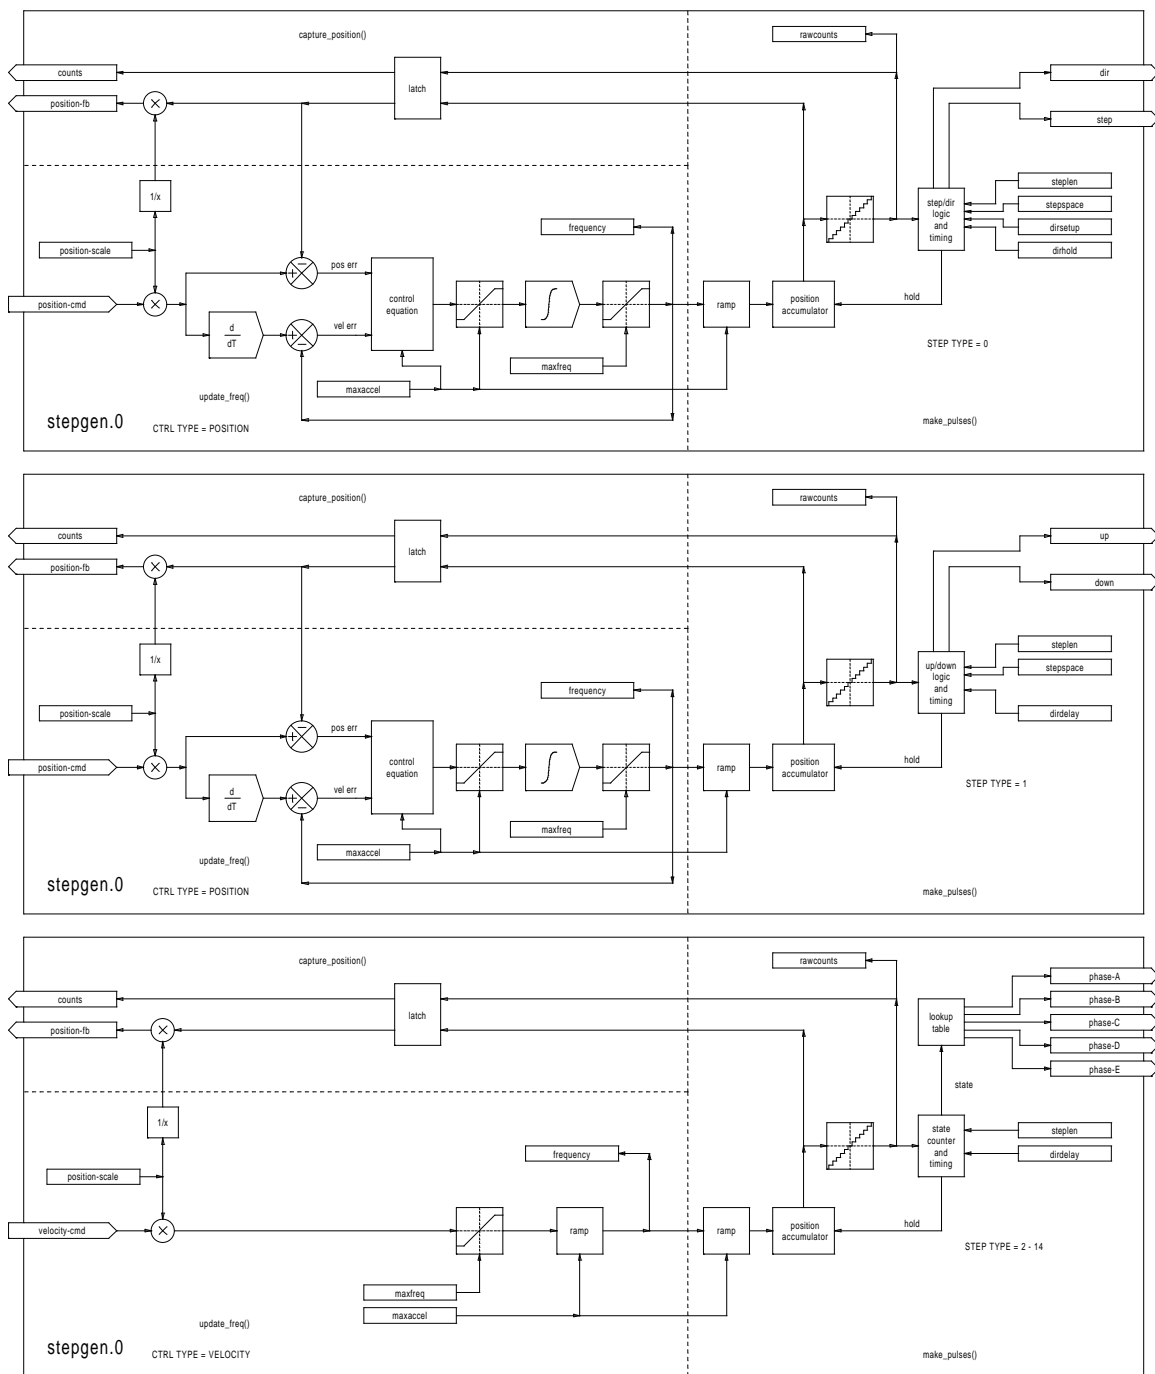 capture_position()
rawcounts
counts
latch
dir
position-fb
×
step
1/x
steplen
step/dir
logic
and
timing
stepspace
frequency
dirsetup
position-scale
dirhold
pos err
+
−
position-cmd
×
control
equation
ramp
position
accumulator
hold
d
dT
+
−
vel err
STEP TYPE = 0
maxfreq
maxaccel
update_freq()
stepgen.0
CTRL TYPE = POSITION
make_pulses()
capture_position()
rawcounts
counts
latch
up
position-fb
×
down
1/x
steplen
up/down
logic
and
timing
stepspace
frequency
position-scale
dirdelay
pos err
+
−
position-cmd
×
control
equation
ramp
position
accumulator
hold
d
dT
+
−
vel err
STEP TYPE = 1
maxfreq
maxaccel
update_freq()
stepgen.0
CTRL TYPE = POSITION
make_pulses()
capture_position()
rawcounts
phase-A
counts
latch
phase-B
lookup
table
phase-C
position-fb
×
phase-D
phase-E
state
1/x
state
counter
and
timing
steplen
frequency
dirdelay
position-scale
velocity-cmd
×
ramp
ramp
position
accumulator
hold
STEP TYPE = 2 - 14
maxfreq
maxaccel
update_freq()
stepgen.0
CTRL TYPE = VELOCITY
make_pulses()